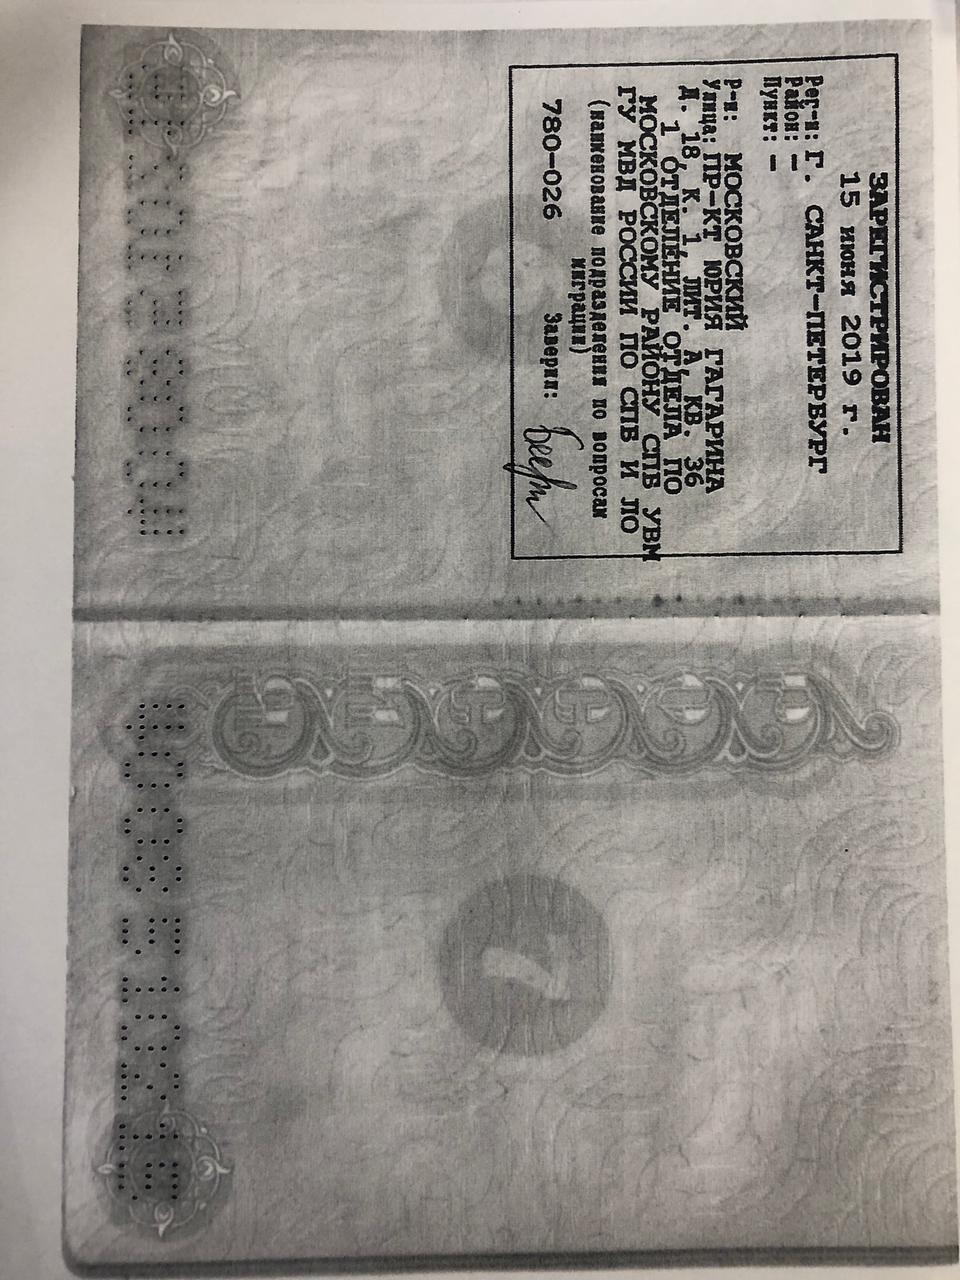 ЗАРЕГИСТРИРОВАН
15 июня 2019 г.
Рег-н: Г. САНКТ-ПЕТЕРБУРГ
Район: —
Пункт: —
Р-н: МОСКОВСКИЙ
Улица: ПР-КТ ЮРИЯ ГАГАРИНА
Д. 18, К. 1, ЛИТ. А, КВ. 36
1 ОТДЕЛЕНИЕ ОТДЕЛА ПО
МОСКОВСКОМУ РАЙОНУ СПБ УВМ
ГУ МВД РОССИИ ПО СПБ И ЛО
(наименование подразделения по вопросам
миграции)
780-026 Заверил:
7